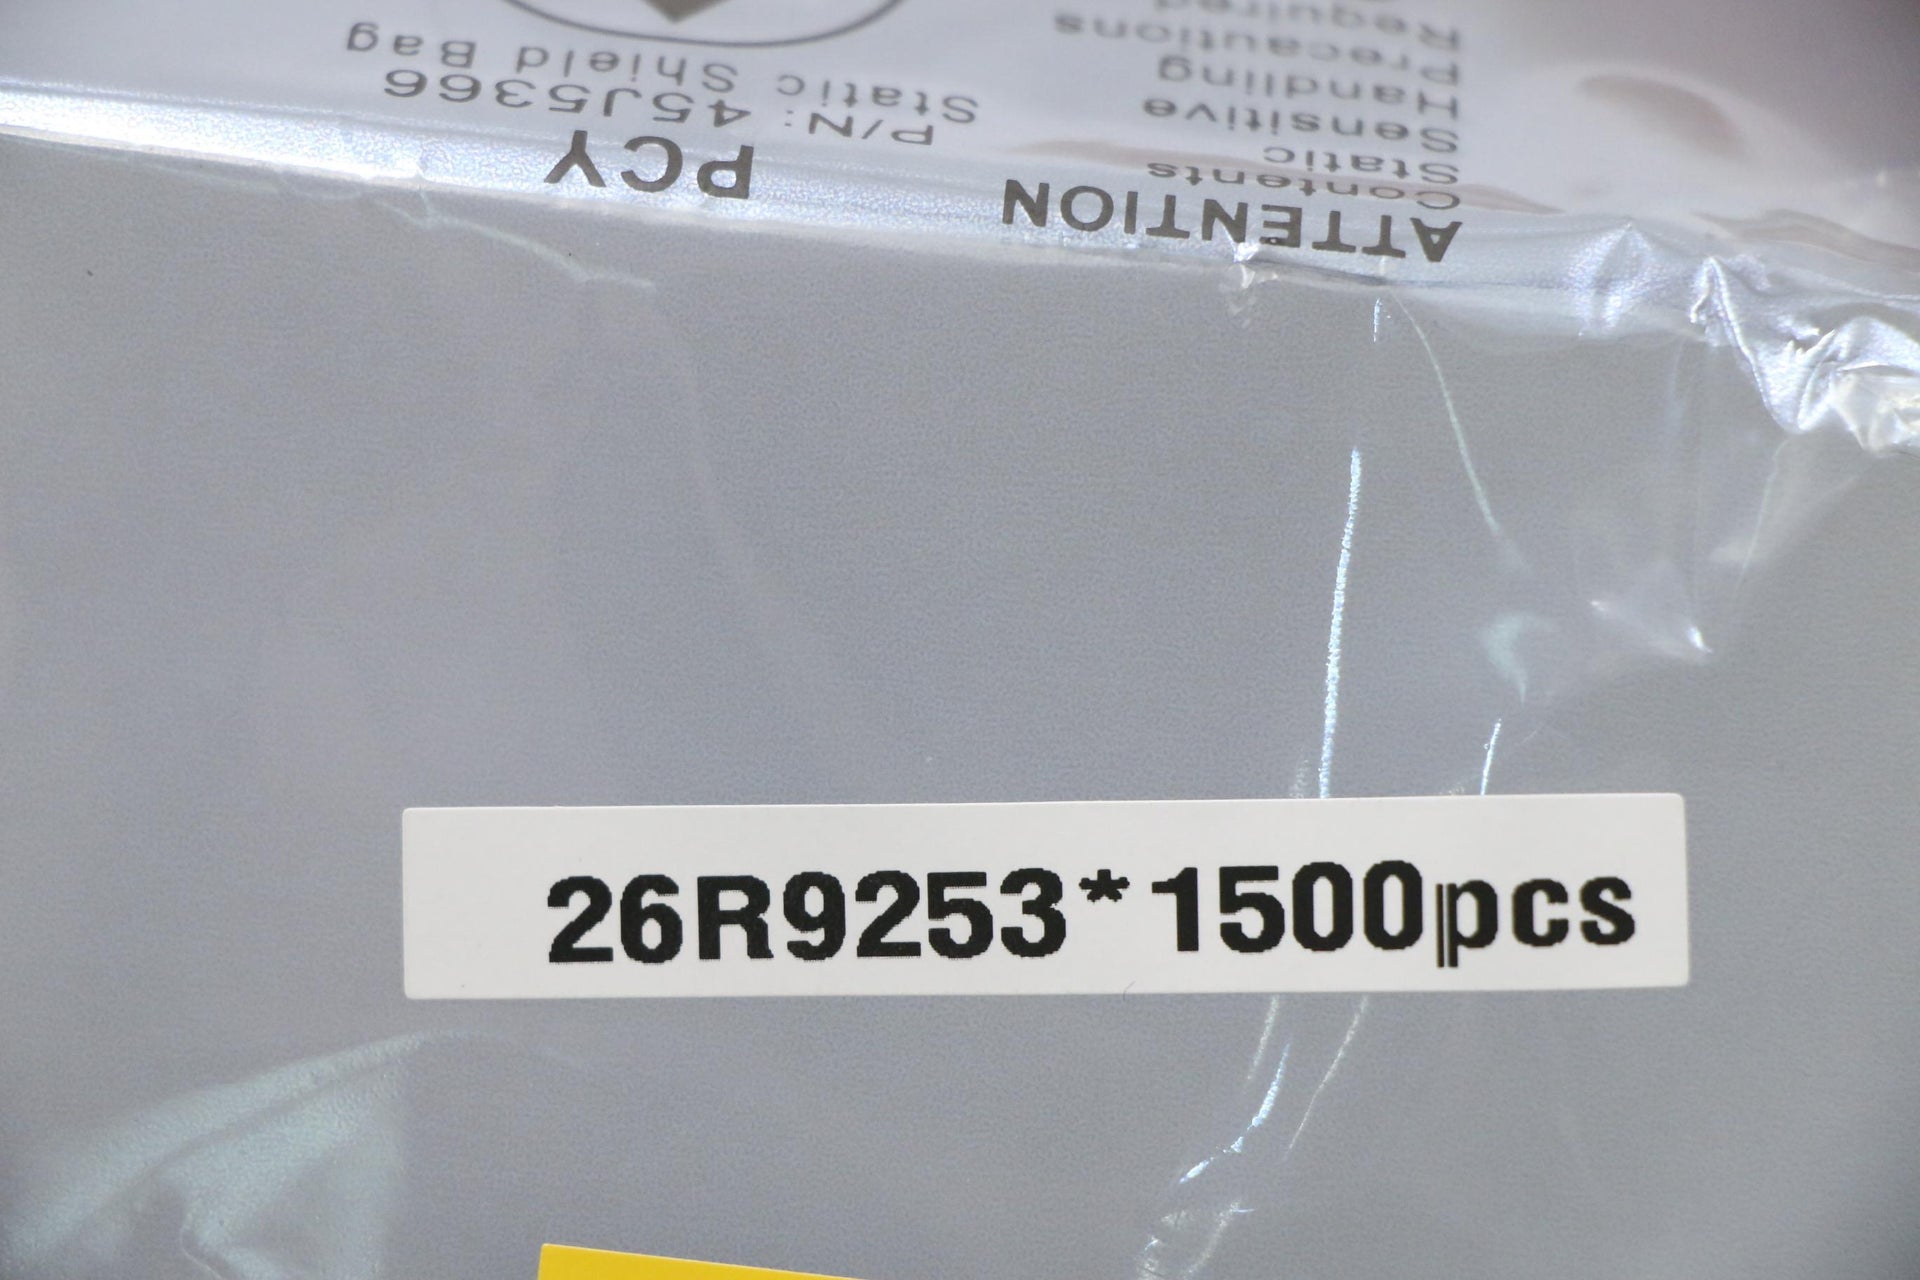 ATTENTION
Contents
Static
Sensitive
Handling
Precautions
Required
PCY
P/N: 45J5366
Static Shield Bag
26R9253*1500pcs